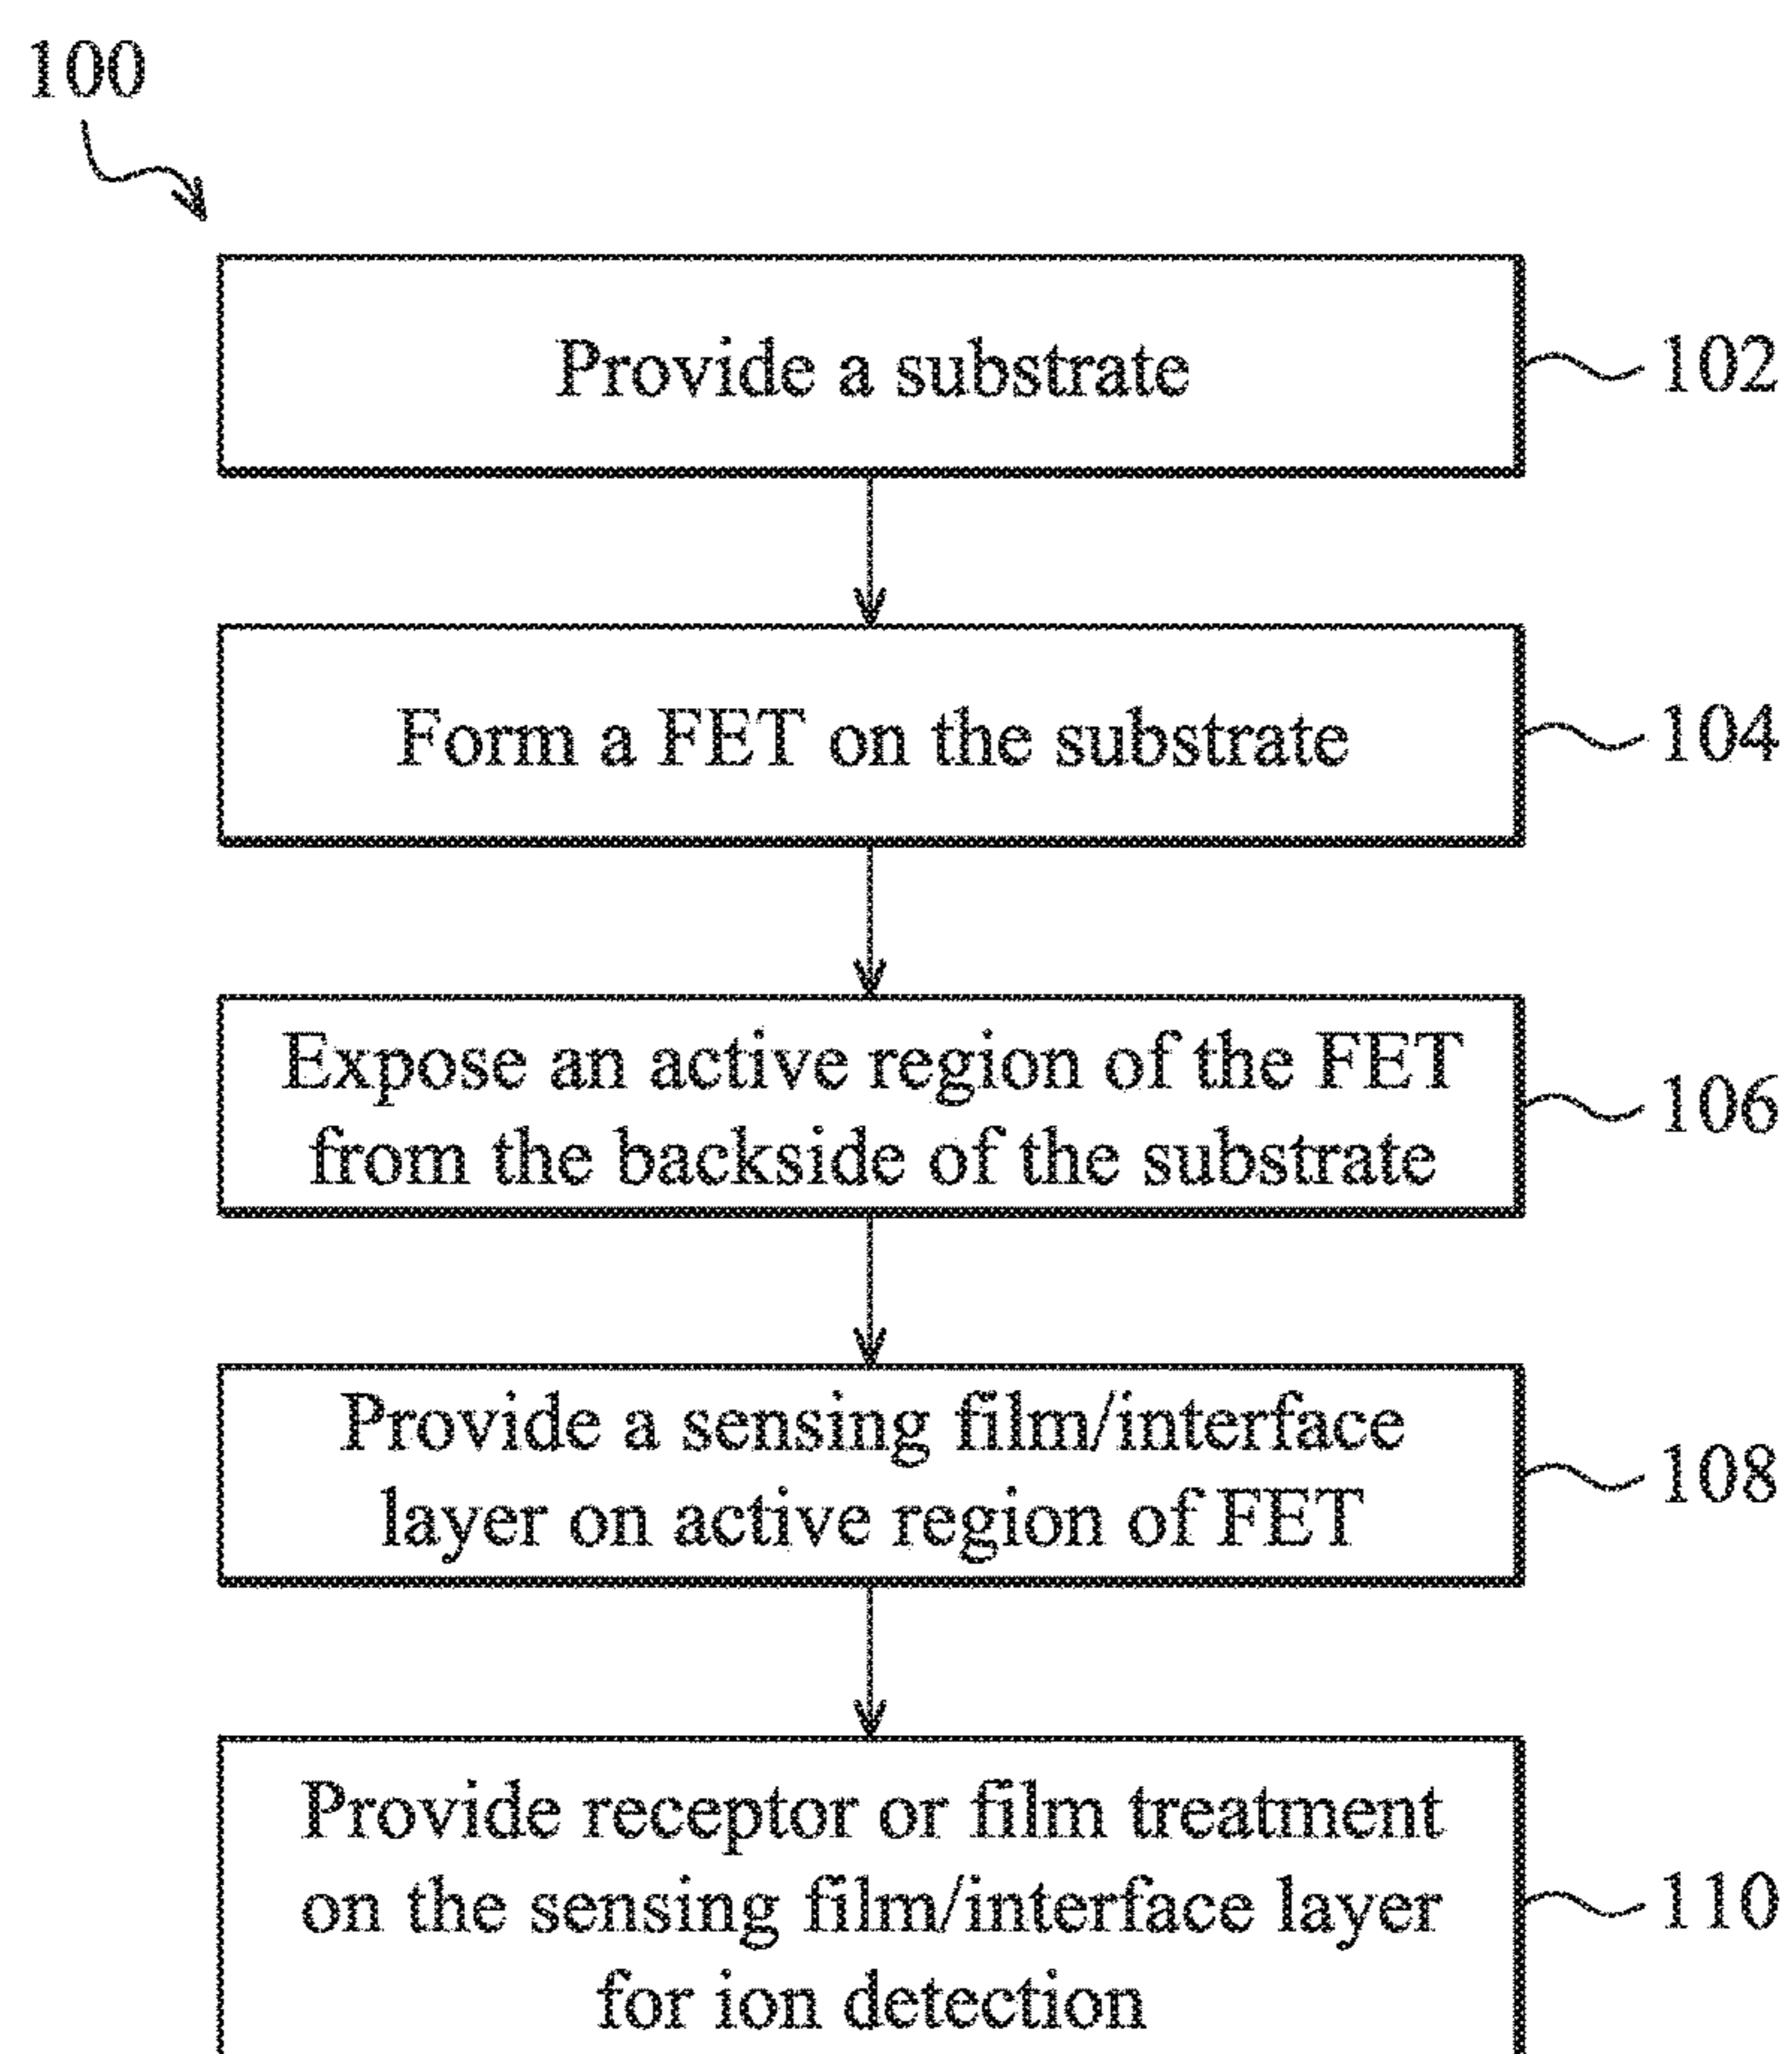 100
Provide a substrate
102
Form a FET on the substrate
104
Expose an active region of the FET
from the backside of the substrate
106
Provide a sensing film/interface
layer on active region of FET
108
Provide receptor or film treatment
on the sensing film/interface layer
for ion detection
110